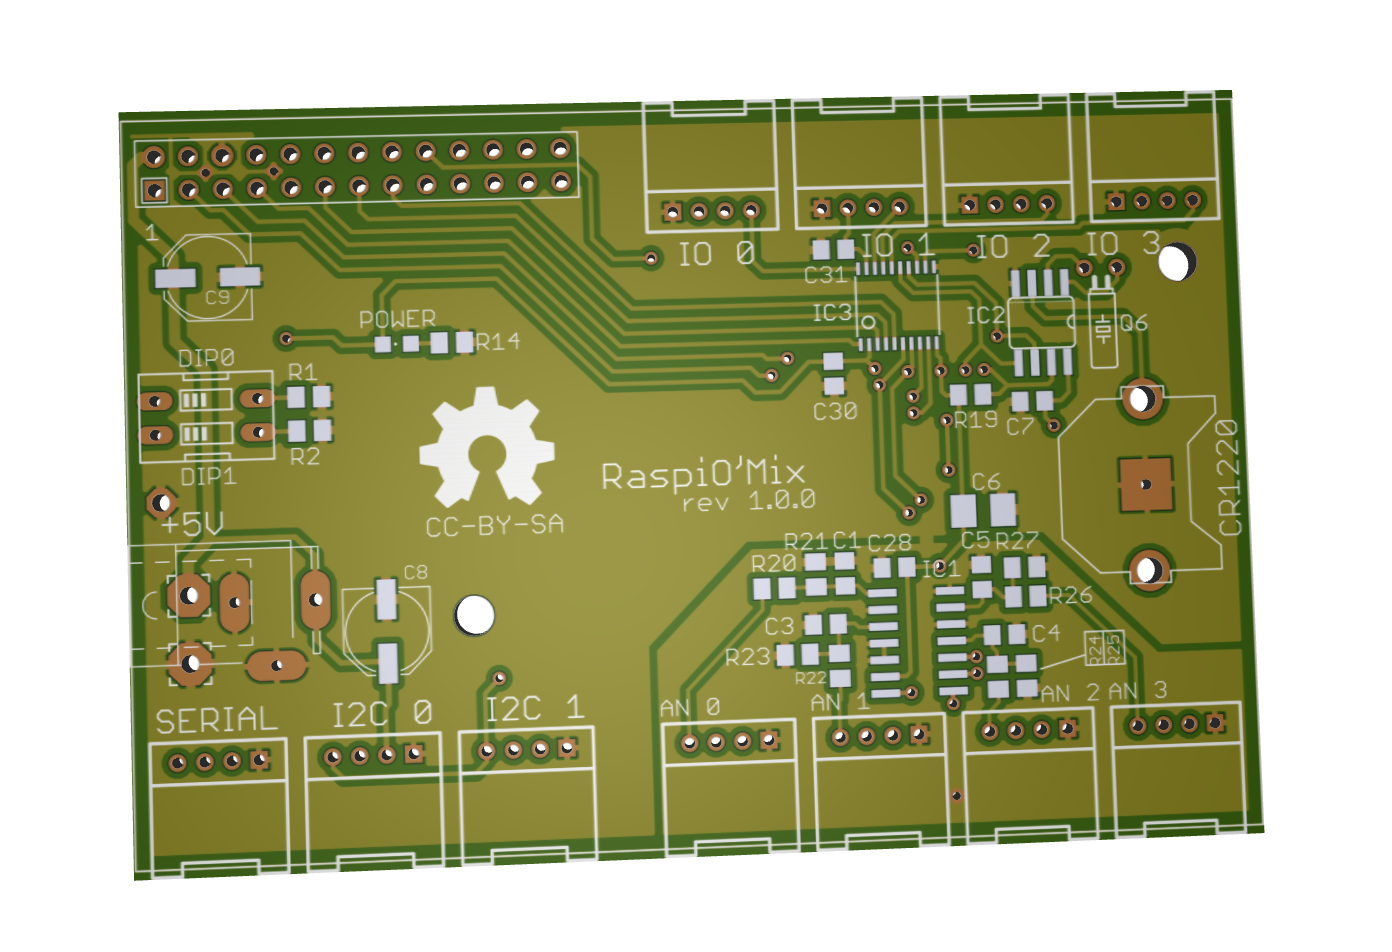 IO 0
IO 1
IO 2
IO 3
1
C9
C31
IC3
IC2
Q6
POWER
R14
DIP0
R1
R2
DIP1
C30
R19
C7
CR1220
RaspiO'Mix
rev 1.0.0
CC-BY-SA
+5V
C6
R21
C1
C28
C5
R27
R20
IC1
C8
R26
C3
C4
R23
R22
R24
R25
SERIAL
I2C 0
I2C 1
AN 0
AN 1
AN 2
AN 3